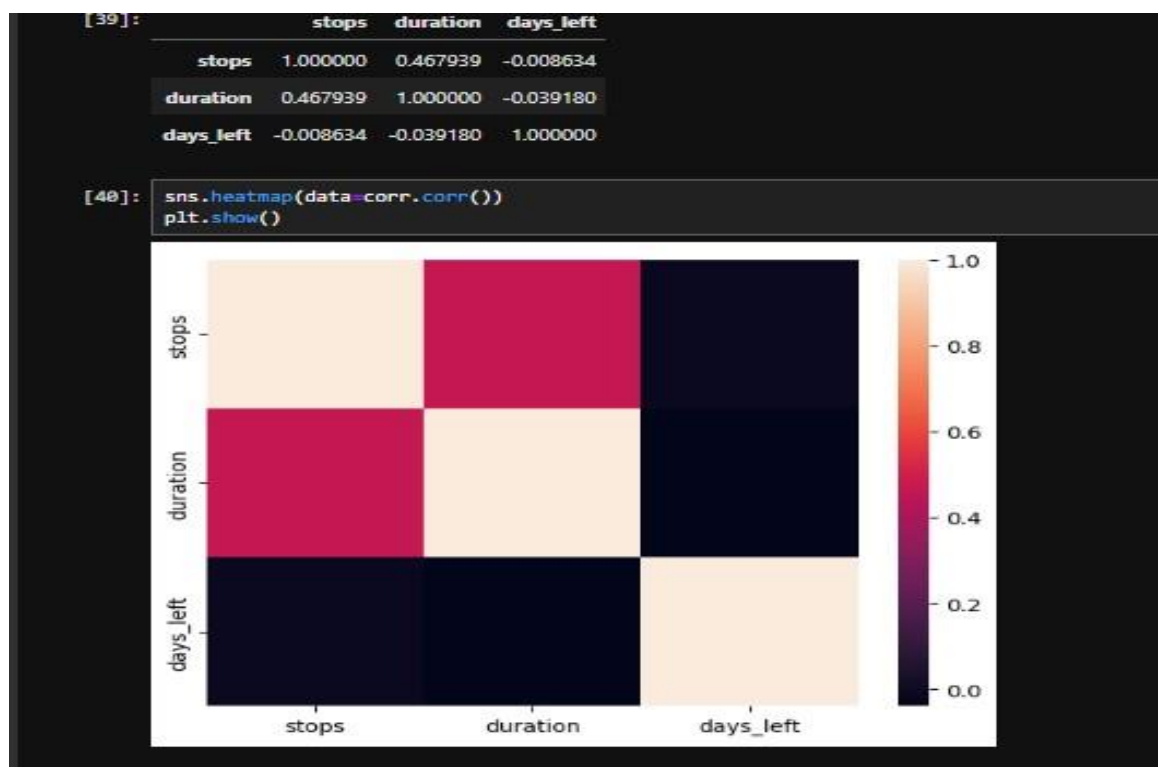 [39]:
stops duration days_left
stops 1.000000 0.467939 -0.008634
duration 0.467939 1.000000 -0.039180
days_left -0.008634 -0.039180 1.000000
[40]: sns.heatmap(data=corr.corr())
plt.show()
1.0
0.8
0.6
0.4
0.2
0.0
stops
duration
days_left
stops duration days_left